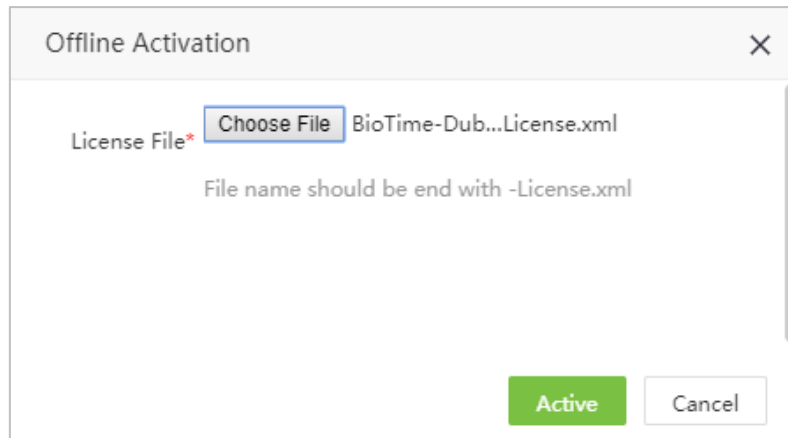 Offline Activation
License File* Choose File BioTime-Dub...License.xml
File name should be end with -License.xml
Active Cancel